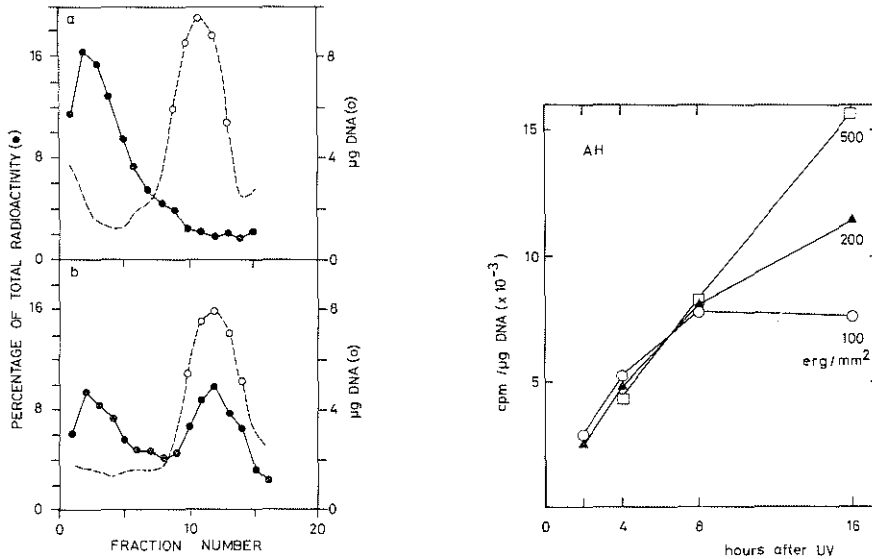 a
16
8
0
8
4
0
PERCENTAGE OF TOTAL RADIOACTIVITY (●)
µg DNA (o)
b
16
8
0
8
4
0
µg DNA (o)
0
10
20
FRACTION NUMBER
AH
15
10
5
cpm /µg DNA (x 10⁻³)
500
200
100
erg/mm²
0
4
8
16
hours after UV